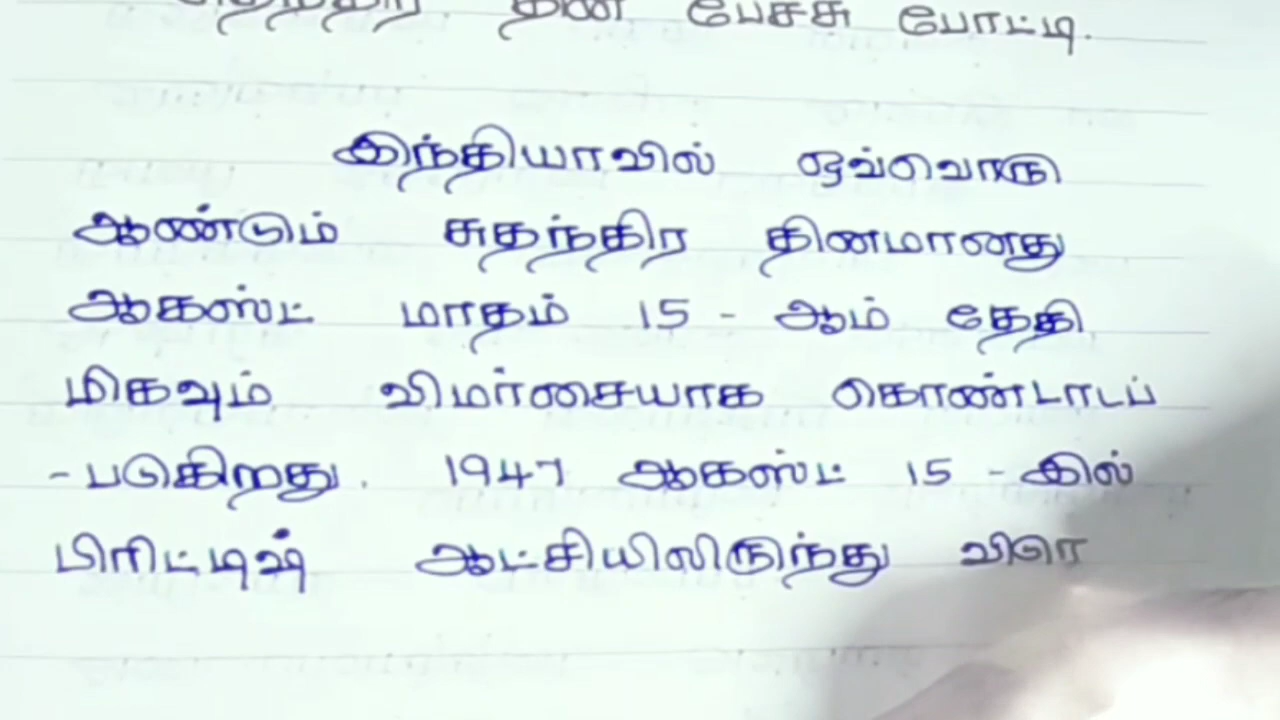 சுதந்திர தின பேச்சு போட்டி.
இந்தியாவில் ஒவ்வொரு
ஆண்டும் சுதந்திர தினமானது
ஆகஸ்ட் மாதம் 15 - ஆம் தேதி
மிகவும் விமர்சையாக கொண்டாடப்
-படுகிறது. 1947 ஆகஸ்ட் 15 - இல்
பிரிட்டிஷ் ஆட்சியிலிருந்து